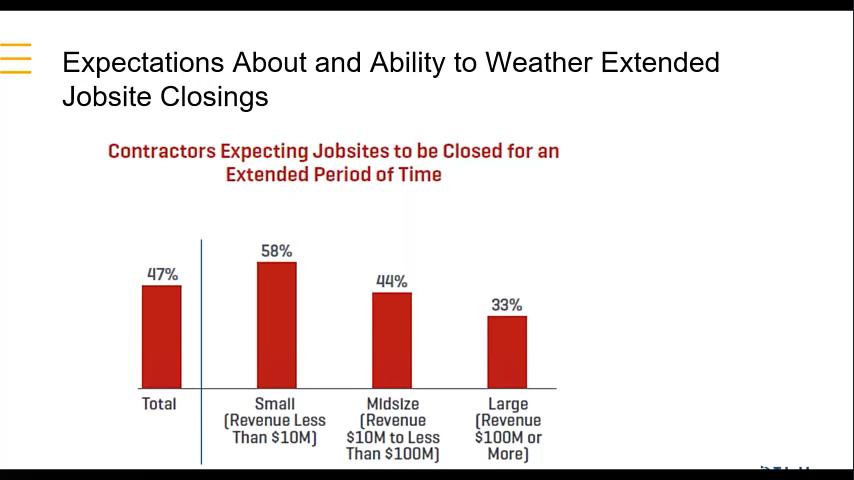 Expectations About and Ability to Weather Extended
Jobsite Closings
Contractors Expecting Jobsites to be Closed for an
Extended Period of Time
47%
58%
44%
33%
Total
Small
(Revenue Less
Than $10M)
Midsize
(Revenue
$10M to Less
Than $100M)
Large
(Revenue
$100M or
More)